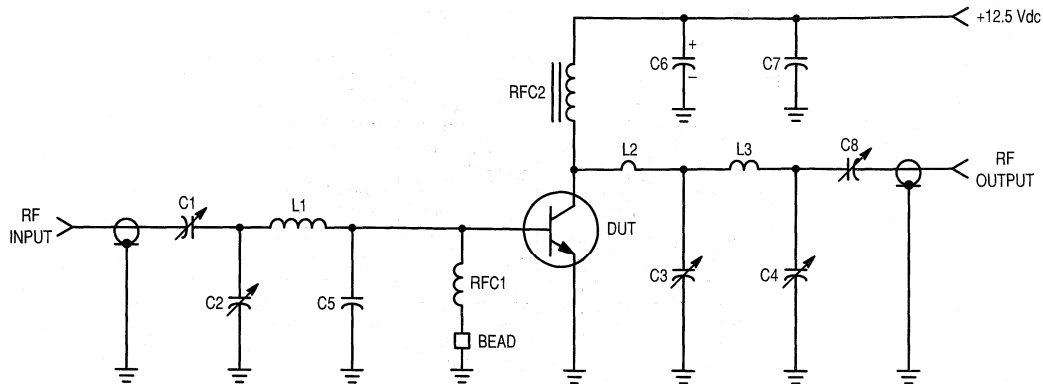 +12.5 Vdc
+
C6
C7
–
RFC2
L2
L3
C8
RF
OUTPUT
C1
L1
RF
INPUT
DUT
C3
C4
RFC1
C2
C5
BEAD